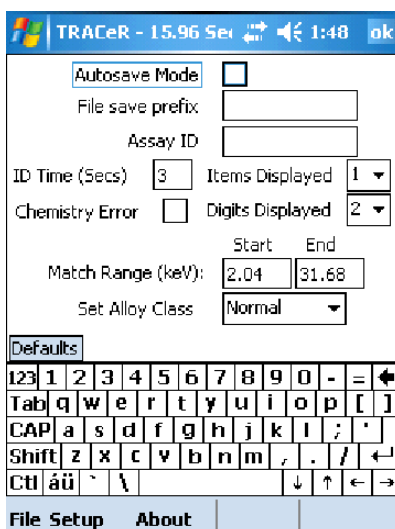 TRACeR - 15.96 Sec 1:48 ok
Autosave Mode
File save prefix
Assay ID
ID Time (Secs) 3 Items Displayed 1
Chemistry Error Digits Displayed 2
Start End
Match Range (keV): 2.04 31.68
Set Alloy Class Normal
Defaults
123 1 2 3 4 5 6 7 8 9 0 - =
Tab q w e r t y u i o p [ ]
CAP a s d f g h j k l ; '
Shift z x c v b n m , . /
Ctl áü ` \
File Setup About